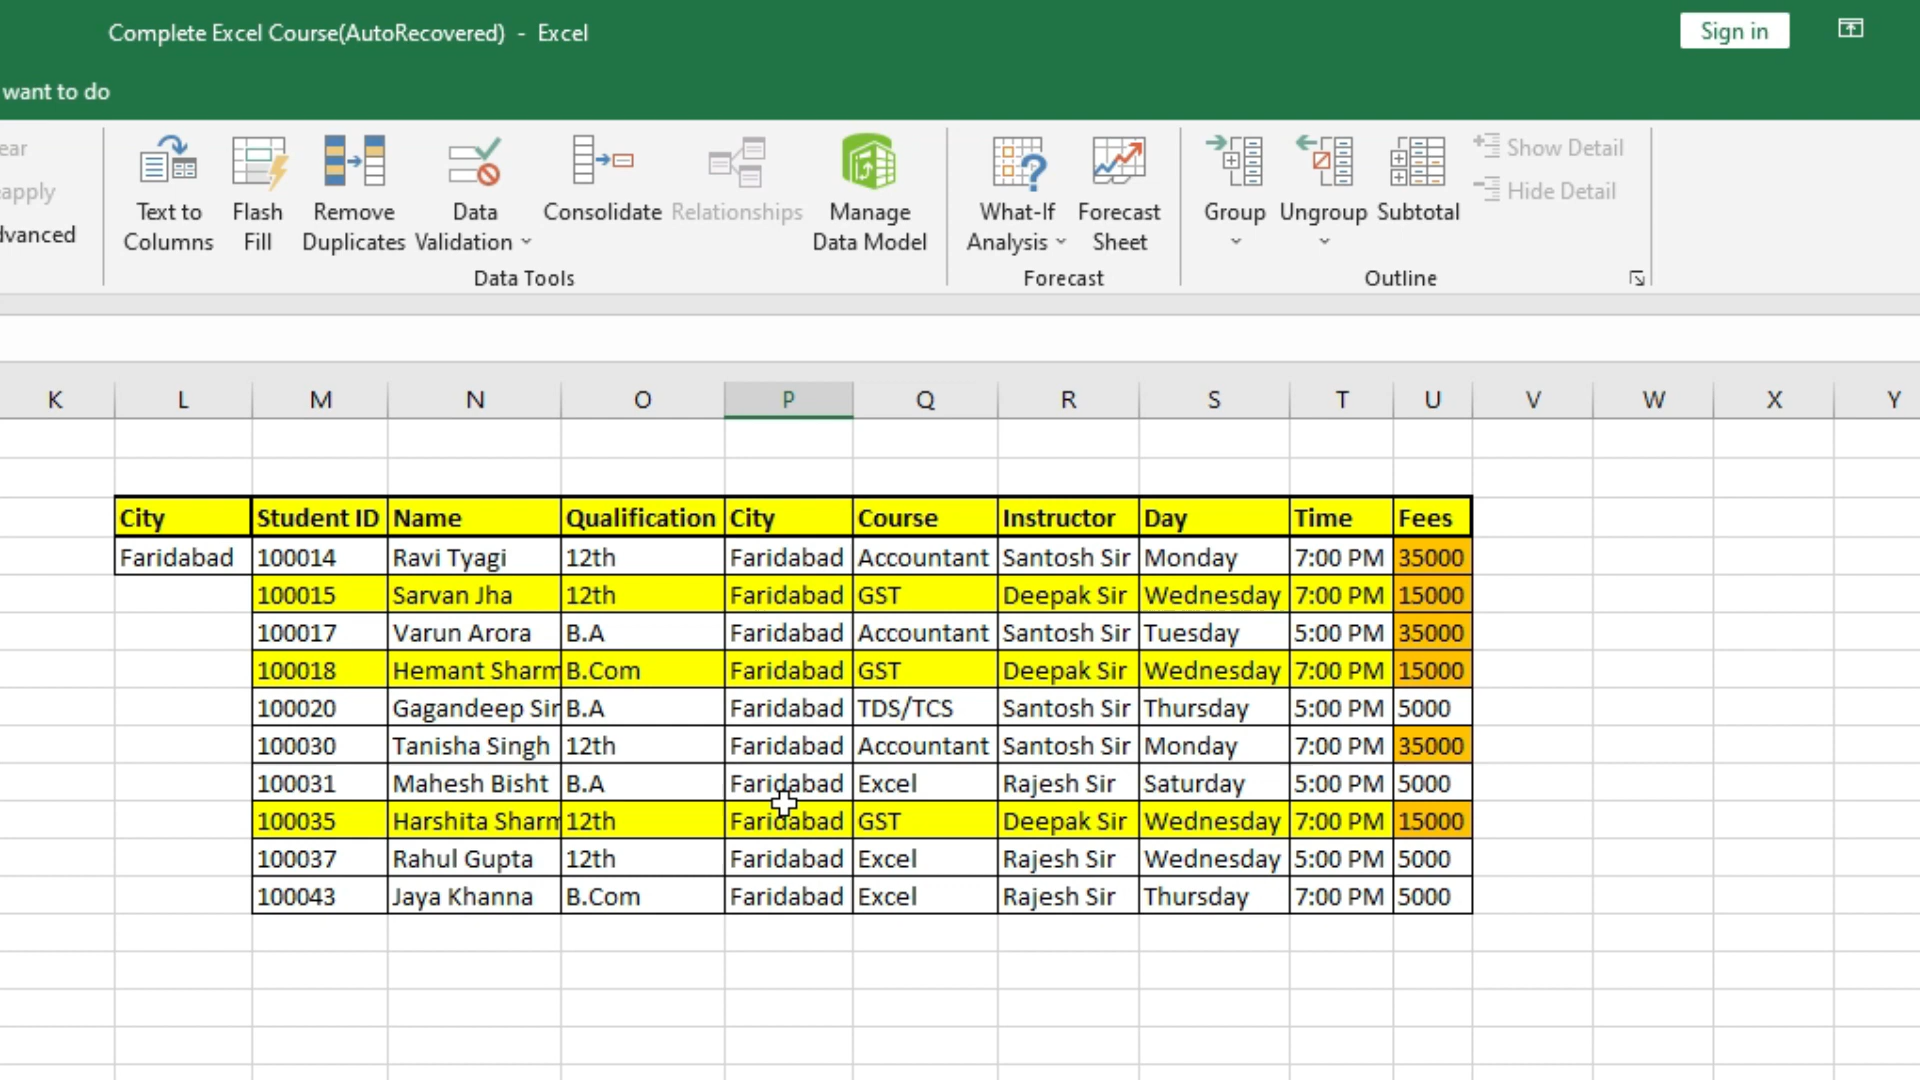 Complete Excel Course(AutoRecovered) - Excel
Sign in
want to do
ear
apply
dvanced
Text to Columns
Flash Fill
Remove Duplicates
Data Validation
Consolidate
Relationships
Manage Data Model
What-If Analysis
Forecast Sheet
Group
Ungroup
Subtotal
Show Detail
Hide Detail
Data Tools
Forecast
Outline
K L M N O P Q R S T U V W X Y
City Student ID Name Qualification City Course Instructor Day Time Fees
Faridabad 100014 Ravi Tyagi 12th Faridabad Accountant Santosh Sir Monday 7:00 PM 35000
100015 Sarvan Jha 12th Faridabad GST Deepak Sir Wednesday 7:00 PM 15000
100017 Varun Arora B.A Faridabad Accountant Santosh Sir Tuesday 5:00 PM 35000
100018 Hemant Sharm B.Com Faridabad GST Deepak Sir Wednesday 7:00 PM 15000
100020 Gagandeep Sin B.A Faridabad TDS/TCS Santosh Sir Thursday 5:00 PM 5000
100030 Tanisha Singh 12th Faridabad Accountant Santosh Sir Monday 7:00 PM 35000
100031 Mahesh Bisht B.A Faridabad Excel Rajesh Sir Saturday 5:00 PM 5000
100035 Harshita Sharm 12th Faridabad GST Deepak Sir Wednesday 7:00 PM 15000
100037 Rahul Gupta 12th Faridabad Excel Rajesh Sir Wednesday 5:00 PM 5000
100043 Jaya Khanna B.Com Faridabad Excel Rajesh Sir Thursday 7:00 PM 5000